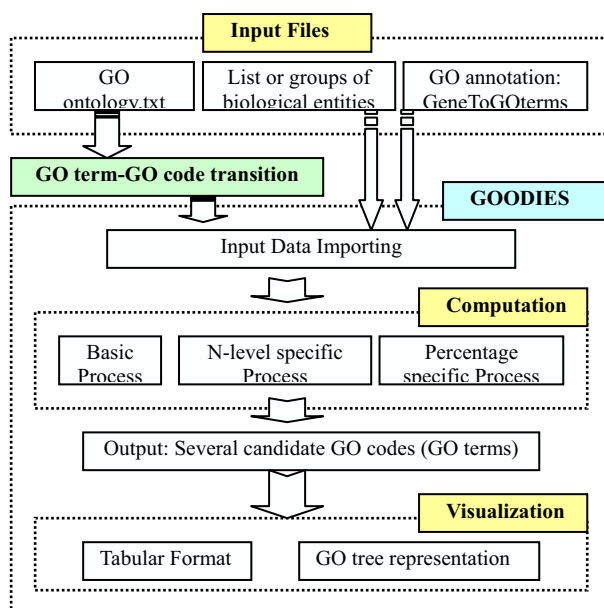 Input Files
GO
ontology.txt
List or groups of
biological entities
GO annotation:
GeneToGOterms
GO term-GO code transition
GOODIES
Input Data Importing
Computation
Basic
Process
N-level specific
Process
Percentage
specific Process
Output: Several candidate GO codes (GO terms)
Visualization
Tabular Format
GO tree representation